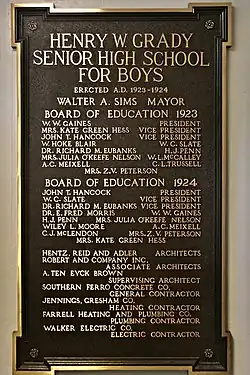 HENRY W. GRADY
SENIOR HIGH SCHOOL
FOR BOYS
ERECTED A.D. 1923-1924
WALTER A. SIMS MAYOR
BOARD OF EDUCATION 1923
W. W. GAINES PRESIDENT
MRS. KATE GREEN HESS VICE PRESIDENT
JOHN T. HANCOCK VICE PRESIDENT
W. HOKE BLAIR W. C. SLATE
DR. RICHARD M. EUBANKS H.J. PENN
MRS. JULIA O'KEEFE NELSON W. L. McCALLEY
A. C. MEIXELL C. L. TRUSSELL
MRS. Z. V. PETERSON
BOARD OF EDUCATION 1924
JOHN T. HANCOCK PRESIDENT
W. C. SLATE VICE PRESIDENT
DR. RICHARD M. EUBANKS VICE PRESIDENT
DR. E. FRED MORRIS W. W. GAINES
H.J. PENN MRS. JULIA O'KEEFE NELSON
WILEY L. MOORE A. C. MEIXELL
C. J. McLENDON MRS. Z. V. PETERSON
MRS. KATE GREEN HESS
HENTZ, REID AND ADLER ARCHITECTS
ROBERT AND COMPANY INC.
ASSOCIATE ARCHITECTS
A. TEN EYCK BROWN
SUPERVISING ARCHITECT
SOUTHERN FERRO CONCRETE CO.
GENERAL CONTRACTOR
JENNINGS, GRESHAM CO.
HEATING CONTRACTOR
FARRELL HEATING AND PLUMBING CO.
PLUMBING CONTRACTOR
WALKER ELECTRIC CO.
ELECTRIC CONTRACTOR